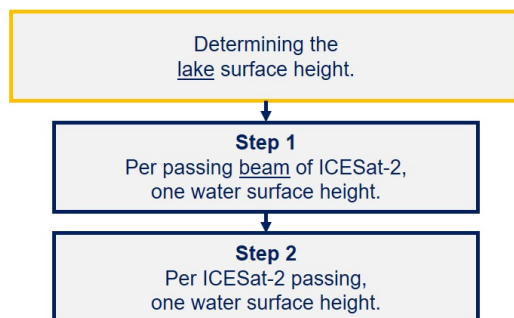 Determining the
lake surface height.
Step 1
Per passing beam of ICESat-2,
one water surface height.
Step 2
Per ICESat-2 passing,
one water surface height.